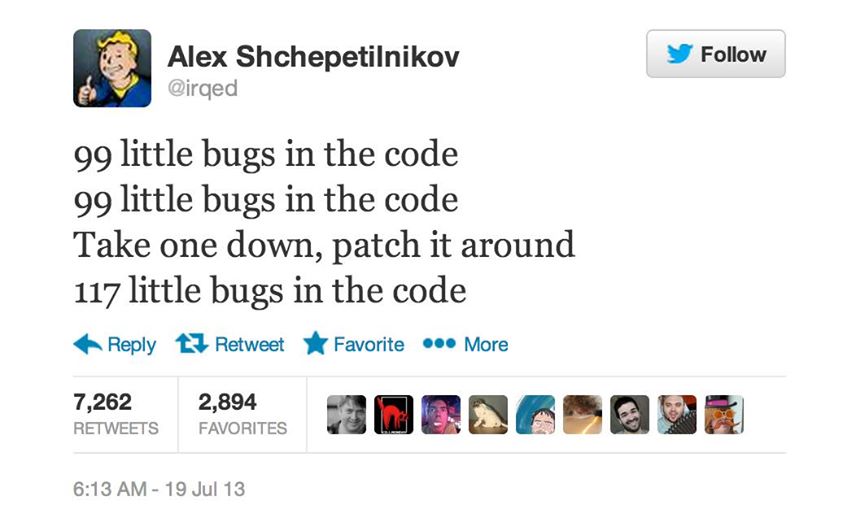 Alex Shchepetilnikov
@irqed
Follow
99 little bugs in the code
99 little bugs in the code
Take one down, patch it around
117 little bugs in the code
Reply Retweet Favorite More
7,262 2,894
RETWEETS FAVORITES
6:13 AM - 19 Jul 13